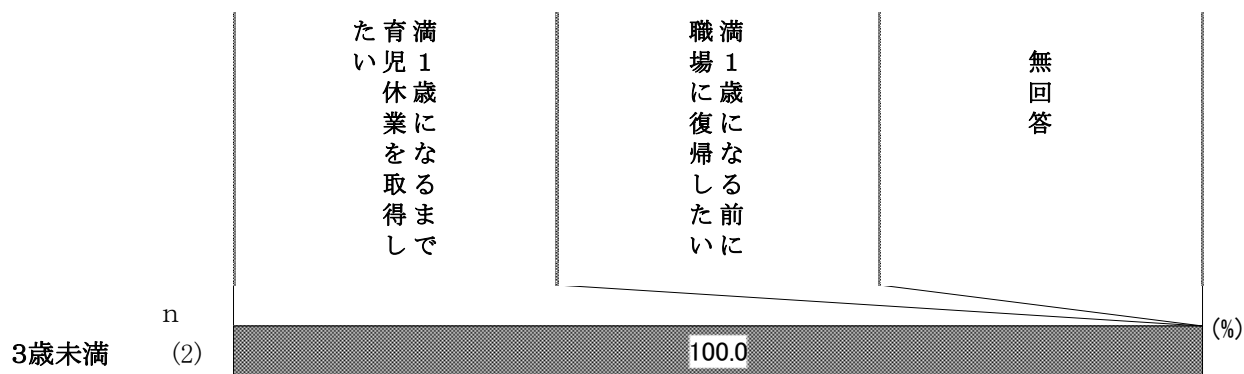 満1歳になるまで
育児休業を取得し
たい
満1歳になる前に
職場に復帰したい
無回答
n
(%)
3歳未満 (2)
100.0